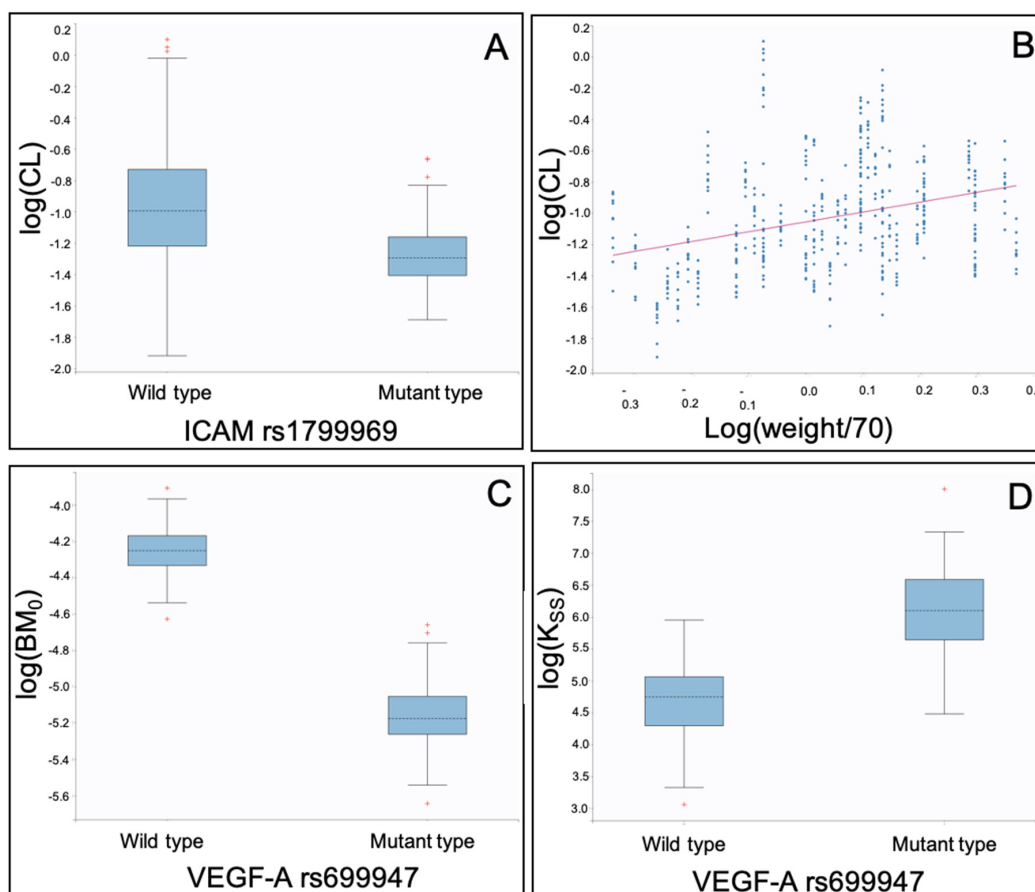 A
log(CL)
0.2
0.0
-0.2
-0.4
-0.6
-0.8
-1.0
-1.2
-1.4
-1.6
-1.8
-2.0
Wild type Mutant type
ICAM rs1799969
B
log(CL)
0.2
0.0
-0.2
-0.4
-0.6
-0.8
-1.0
-1.2
-1.4
-1.6
-1.8
-2.0
- - - 0.0 0.1 0.2 0.3 0.
0.3 0.2 0.1
Log(weight/70)
C
log(BM0)
-4.0
-4.2
-4.4
-4.6
-4.8
-5.0
-5.2
-5.4
-5.6
Wild type Mutant type
VEGF-A rs699947
D
log(KSS)
8.0
7.5
7.0
6.5
6.0
5.5
5.0
4.5
4.0
3.5
3.0
Wild type Mutant type
VEGF-A rs699947